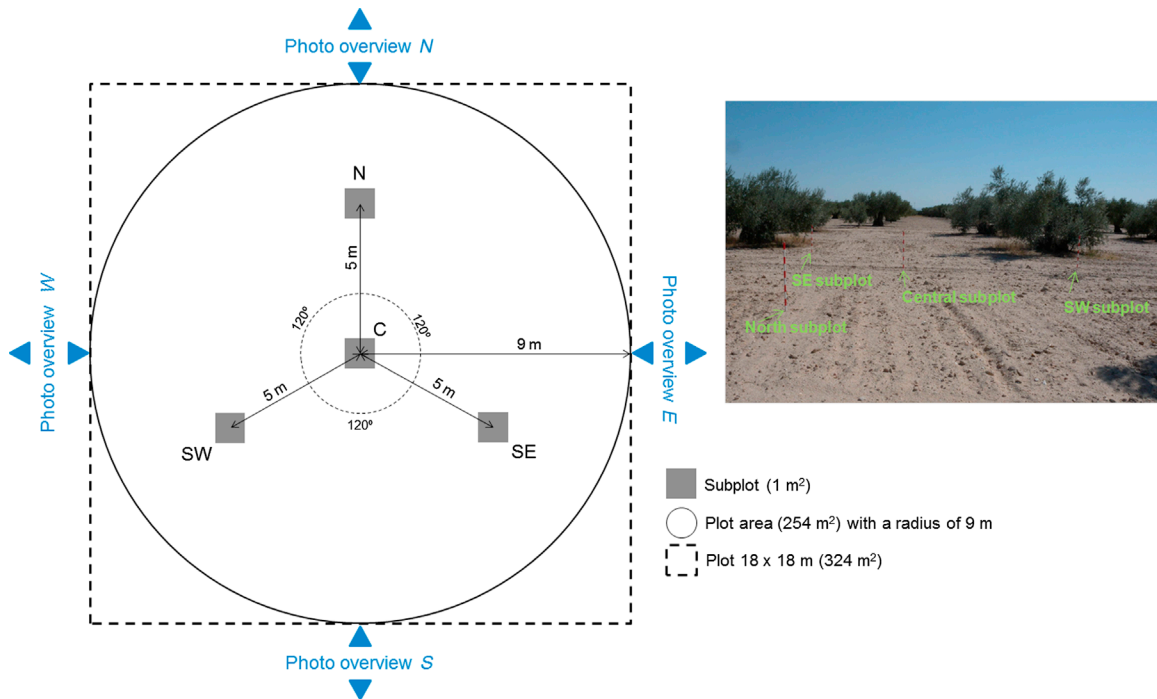 Photo overview N
N
5 m
Photo overview W
120º
120º
C
9 m
Photo overview E
5 m
5 m
120º
SW
SE
Photo overview S
SE subplot
Central subplot
SW subplot
North subplot
Subplot (1 m²)
Plot area (254 m²) with a radius of 9 m
Plot 18 x 18 m (324 m²)